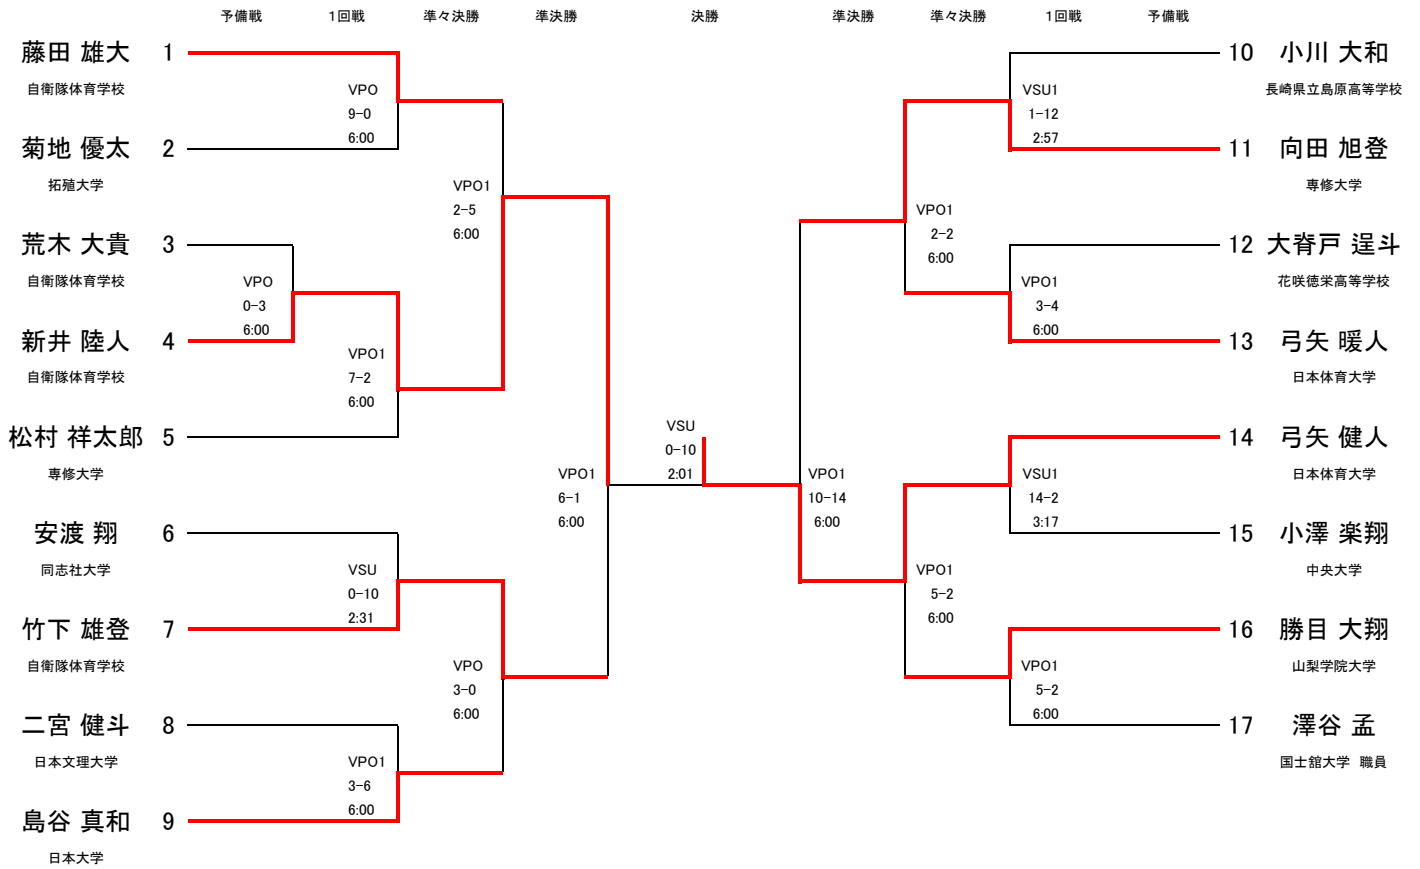 予備戦 1回戦 準々決勝 準決勝 決勝 準決勝 準々決勝 1回戦 予備戦
藤田 雄大 1
自衛隊体育学校
VPO
9-0
6:00
菊地 優太 2
拓殖大学
VPO1
2-5
6:00
荒木 大貴 3
自衛隊体育学校
VPO
0-3
6:00
新井 陸人 4
自衛隊体育学校
VPO1
7-2
6:00
松村 祥太郎 5
専修大学
VPO1
6-1
6:00
安渡 翔 6
同志社大学
VSU
0-10
2:31
竹下 雄登 7
自衛隊体育学校
VPO
3-0
6:00
二宮 健斗 8
日本文理大学
VPO1
3-6
6:00
島谷 真和 9
日本大学
VSU
0-10
2:01
10 小川 大和
長崎県立島原高等学校
VSU1
1-12
2:57
11 向田 旭登
専修大学
VPO1
2-2
6:00
12 大脊戸 逞斗
花咲徳栄高等学校
VPO1
3-4
6:00
13 弓矢 暖人
日本体育大学
VPO1
10-14
6:00
14 弓矢 健人
日本体育大学
VSU1
14-2
3:17
15 小澤 楽翔
中央大学
VPO1
5-2
6:00
16 勝目 大翔
山梨学院大学
VPO1
5-2
6:00
17 澤谷 孟
国士舘大学 職員